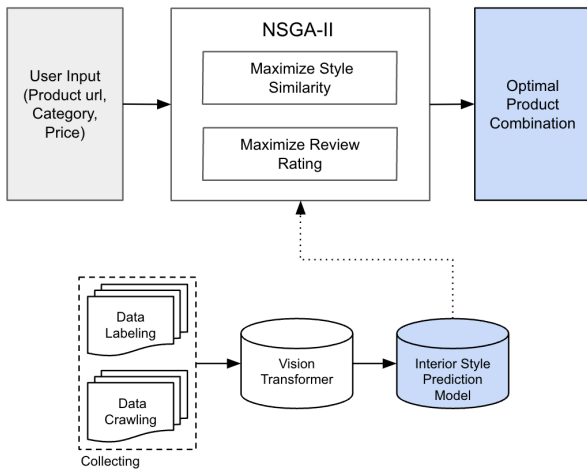 User Input
(Product url,
Category,
Price)
NSGA-II
Maximize Style
Similarity
Maximize Review
Rating
Optimal
Product
Combination
Data
Labeling
Data
Crawling
Collecting
Vision
Transformer
Interior Style
Prediction
Model